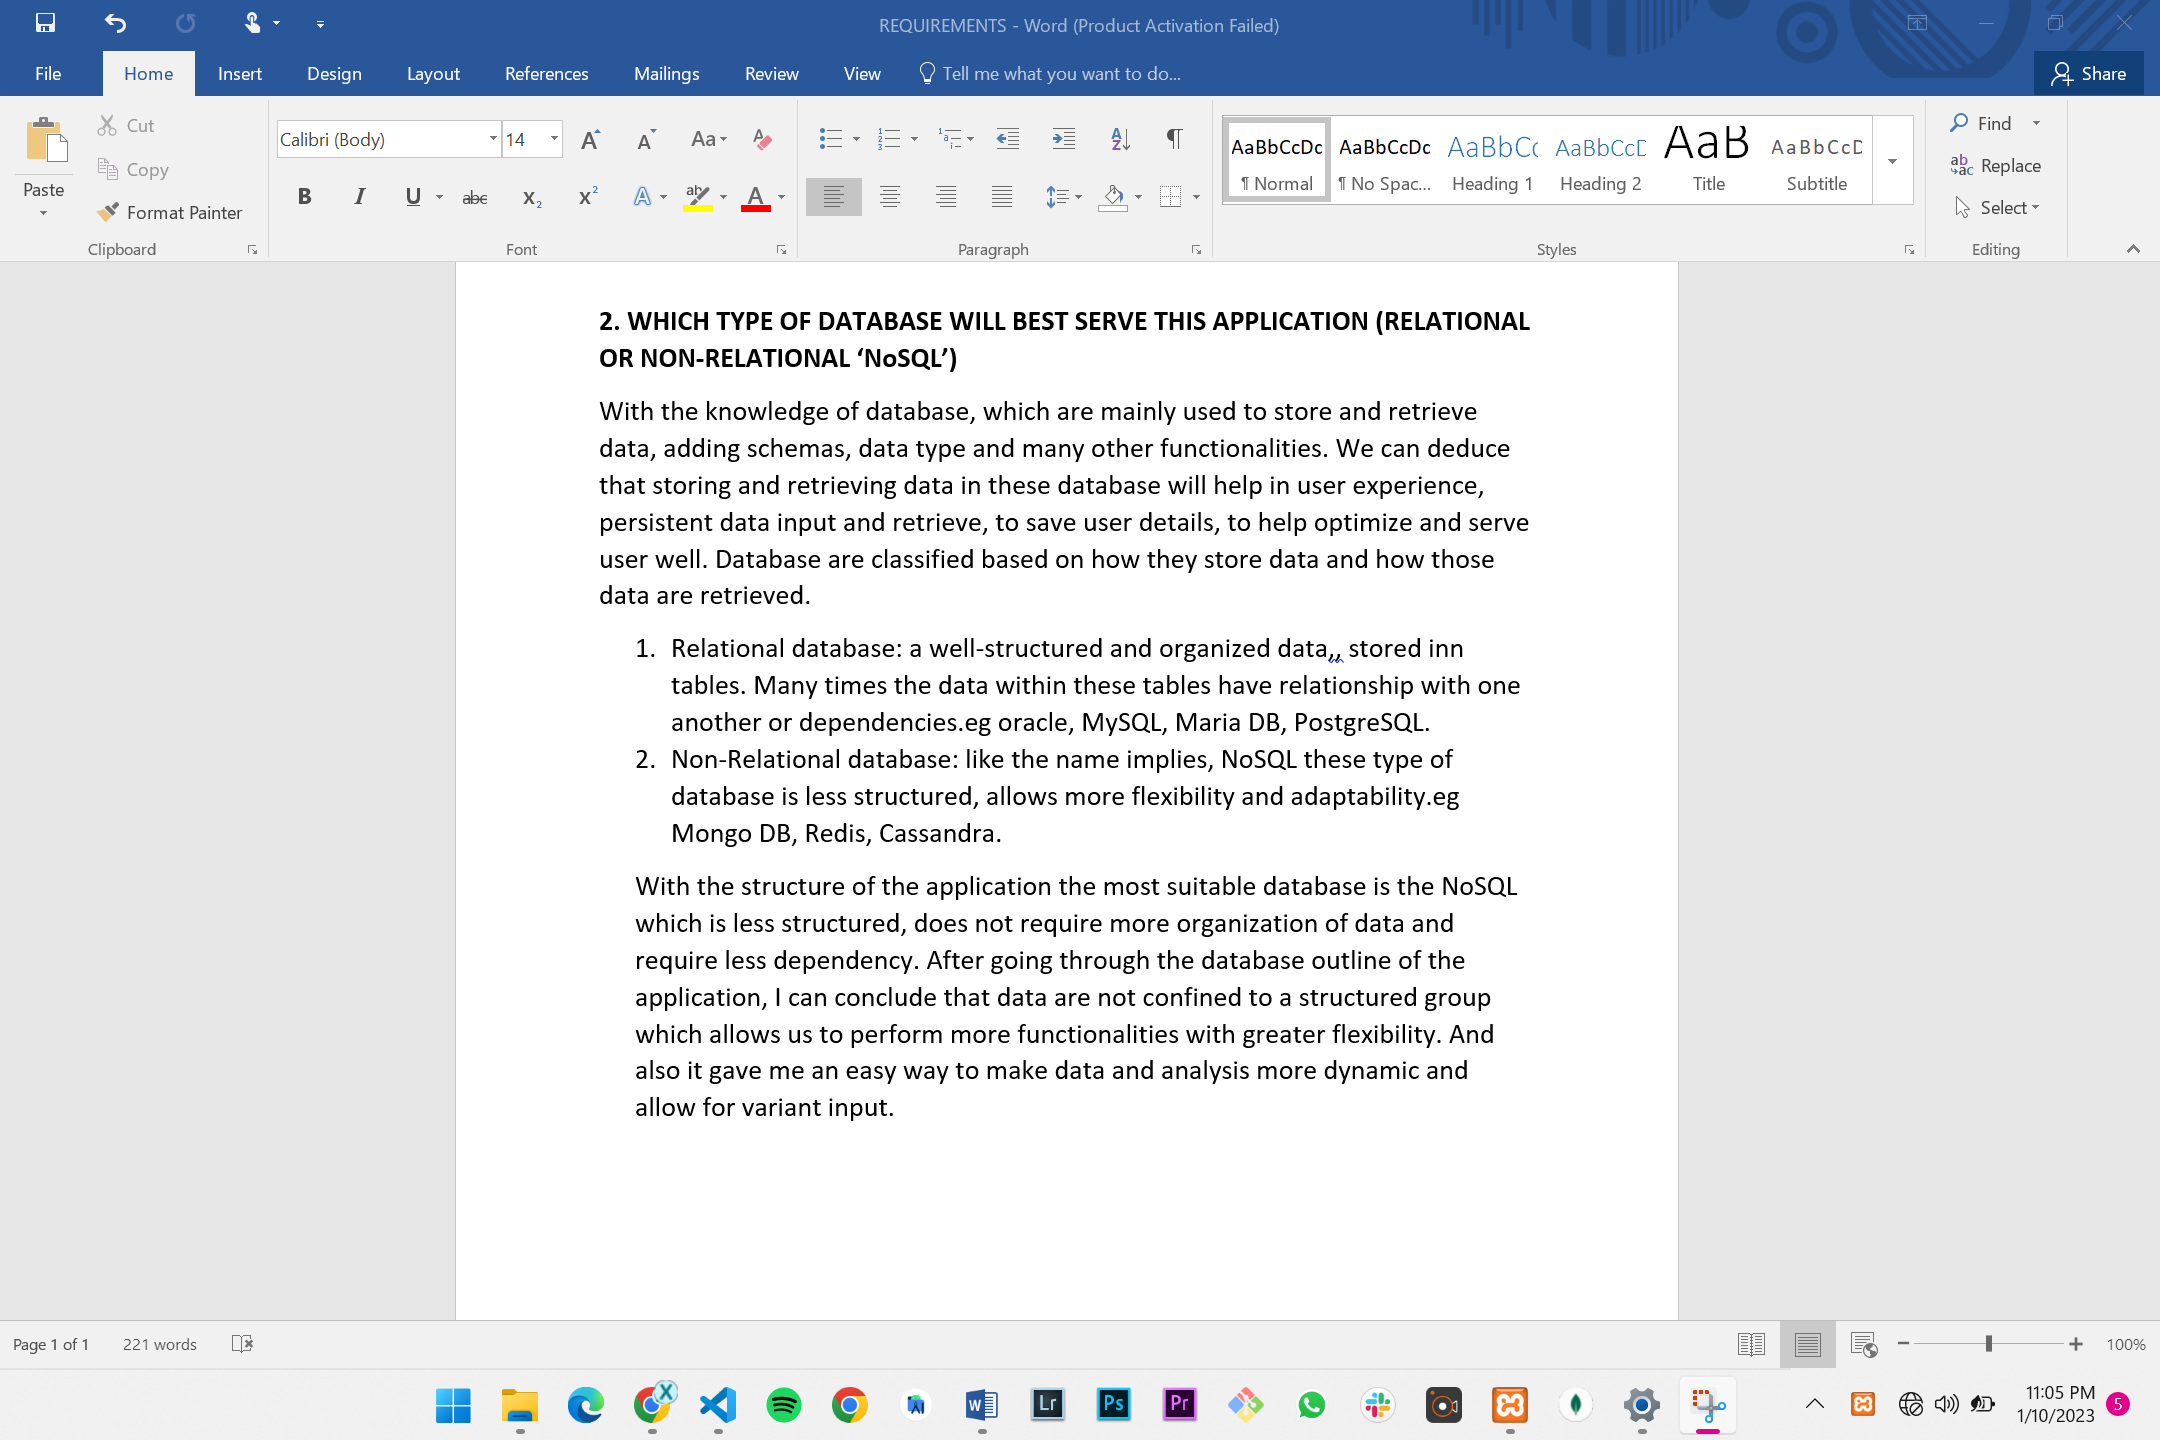 REQUIREMENTS - Word (Product Activation Failed)
File Home Insert Design Layout References Mailings Review View Tell me what you want to do... Share
Paste
Cut
Copy
Format Painter
Clipboard
Calibri (Body) 14
Font
Paragraph
AaBbCcDc AaBbCcDc AaBbCc AaBbCcD AaB AaBbCcD
¶ Normal ¶ No Spac... Heading 1 Heading 2 Title Subtitle
Styles
Find
Replace
Select
Editing
2. WHICH TYPE OF DATABASE WILL BEST SERVE THIS APPLICATION (RELATIONAL
OR NON-RELATIONAL ‘NoSQL’)
With the knowledge of database, which are mainly used to store and retrieve
data, adding schemas, data type and many other functionalities. We can deduce
that storing and retrieving data in these database will help in user experience,
persistent data input and retrieve, to save user details, to help optimize and serve
user well. Database are classified based on how they store data and how those
data are retrieved.
1. Relational database: a well-structured and organized data,, stored inn
tables. Many times the data within these tables have relationship with one
another or dependencies.eg oracle, MySQL, Maria DB, PostgreSQL.
2. Non-Relational database: like the name implies, NoSQL these type of
database is less structured, allows more flexibility and adaptability.eg
Mongo DB, Redis, Cassandra.
With the structure of the application the most suitable database is the NoSQL
which is less structured, does not require more organization of data and
require less dependency. After going through the database outline of the
application, I can conclude that data are not confined to a structured group
which allows us to perform more functionalities with greater flexibility. And
also it gave me an easy way to make data and analysis more dynamic and
allow for variant input.
Page 1 of 1 221 words 100%
11:05 PM
1/10/2023
5